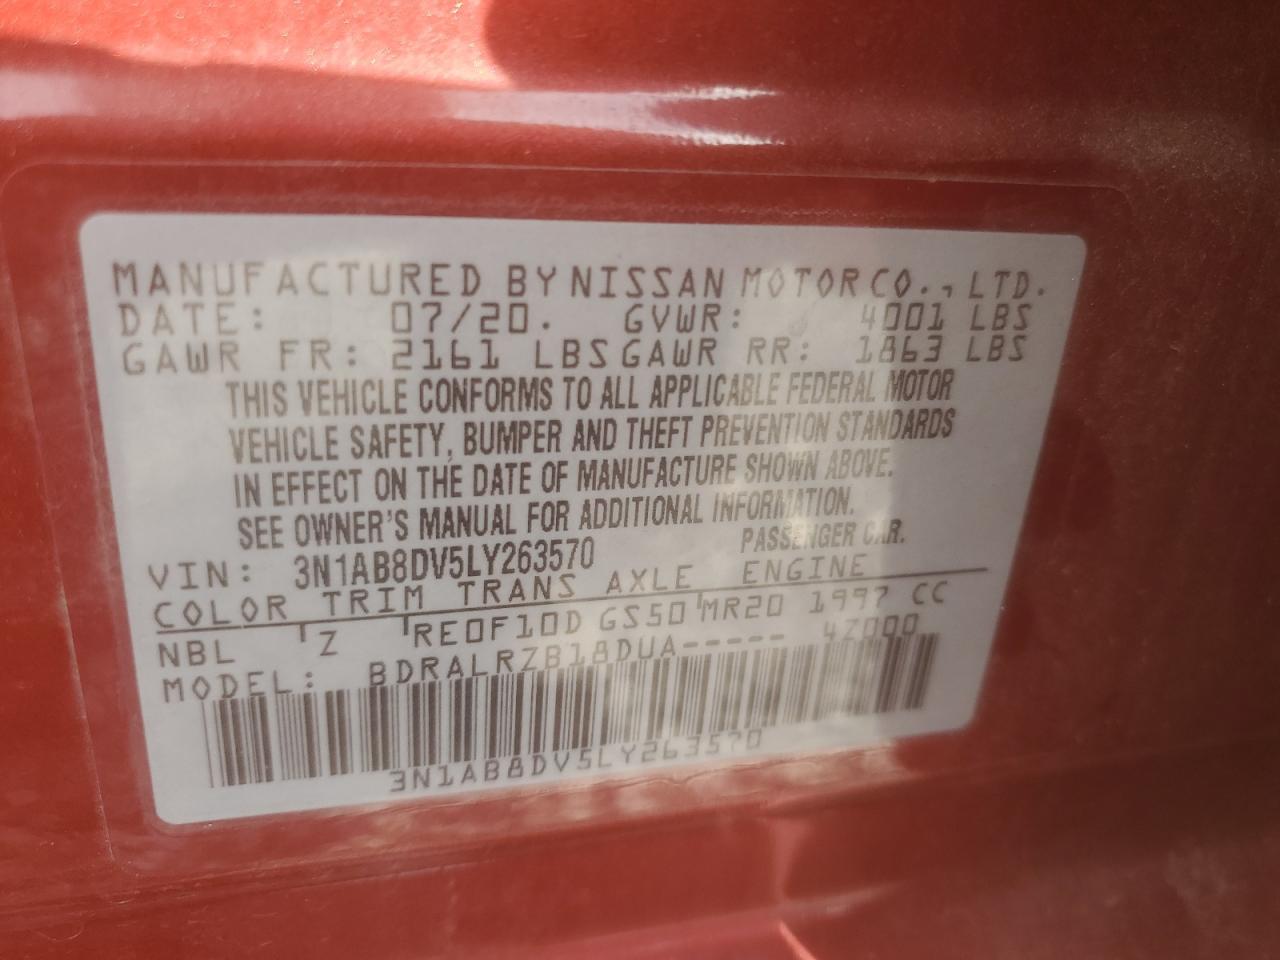 MANUFACTURED BY NISSAN MOTOR CO., LTD.
DATE: 07/20. GVWR: 4001 LBS
GAWR FR: 2161 LBS GAWR RR: 1863 LBS
THIS VEHICLE CONFORMS TO ALL APPLICABLE FEDERAL MOTOR
VEHICLE SAFETY, BUMPER AND THEFT PREVENTION STANDARDS
IN EFFECT ON THE DATE OF MANUFACTURE SHOWN ABOVE.
SEE OWNER'S MANUAL FOR ADDITIONAL INFORMATION.
VIN: 3N1AB8DV5LY263570 PASSENGER CAR.
COLOR TRIM TRANS AXLE ENGINE
NBL Z RE0F10D GS50 MR20 1997 CC
MODEL: BDRALRZB18DUA----- 4Z000
3N1AB8DV5LY263570